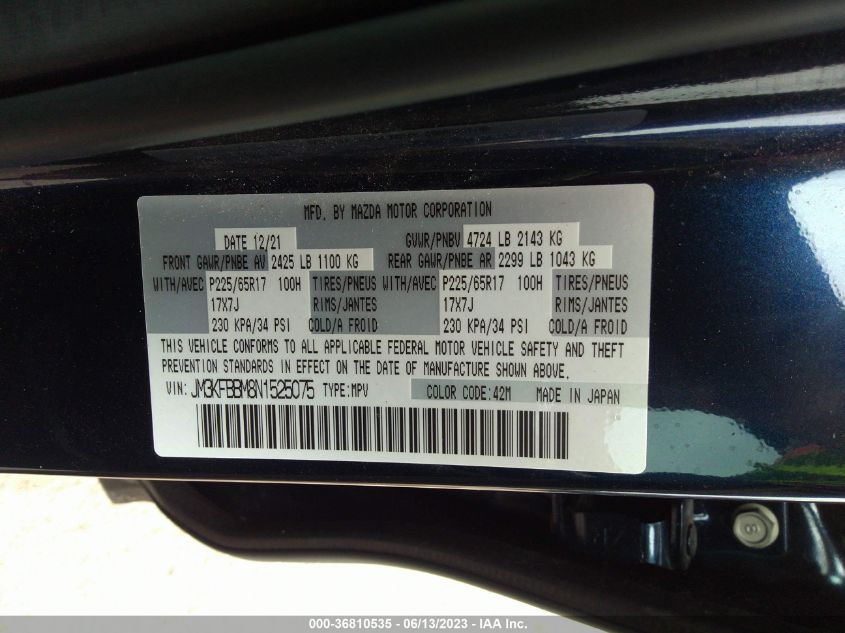 MFD. BY MAZDA MOTOR CORPORATION
DATE 12/21 GVWR/PNBV 4724 LB 2143 KG
FRONT GAWR/PNBE AV 2425 LB 1100 KG REAR GAWR/PNBE AR 2299 LB 1043 KG
WITH/AVEC P225/65R17 100H TIRES/PNEUS WITH/AVEC P225/65R17 100H TIRES/PNEUS
17X7J RIMS/JANTES 17X7J RIMS/JANTES
230 KPA/34 PSI COLD/A FROID 230 KPA/34 PSI COLD/A FROID
THIS VEHICLE CONFORMS TO ALL APPLICABLE FEDERAL MOTOR VEHICLE SAFETY AND THEFT
PREVENTION STANDARDS IN EFFECT ON THE DATE OF MANUFACTURE SHOWN ABOVE.
VIN: JM3KFBBM8N1525075 TYPE:MPV COLOR CODE:42M MADE IN JAPAN
000-36810535 - 06/13/2023 - IAA Inc.